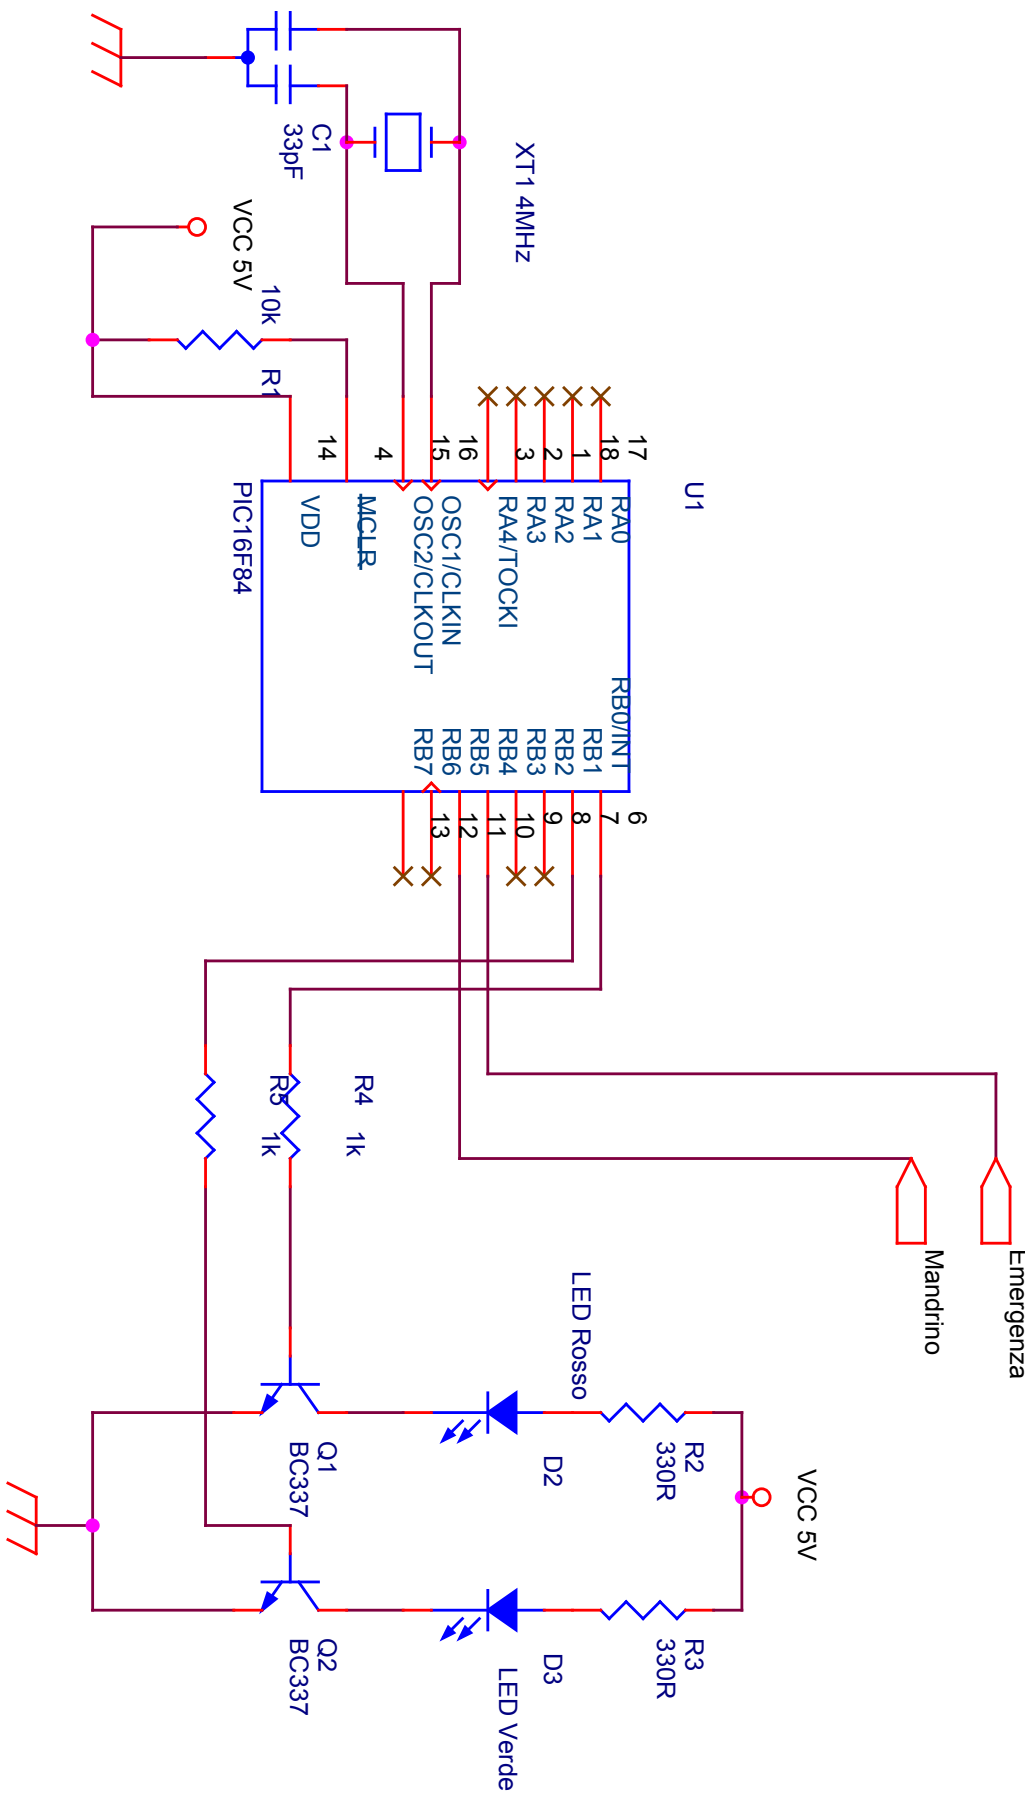 XT1 4MHz
C1
33pF
VCC 5V
10k
R1
U1
PIC16F84
17
18
1
2
3
16
15
4
14
RA0
RA1
RA2
RA3
RA4/TOCKI
OSC1/CLKIN
OSC2/CLKOUT
MCLR
VDD
RB0/INT
RB1
RB2
RB3
RB4
RB5
RB6
RB7
6
7
8
9
10
11
12
13
R4
1k
R5
1k
Emergenza
Mandrino
LED Rosso
D2
R2
330R
VCC 5V
Q1
BC337
R3
330R
D3
LED Verde
Q2
BC337